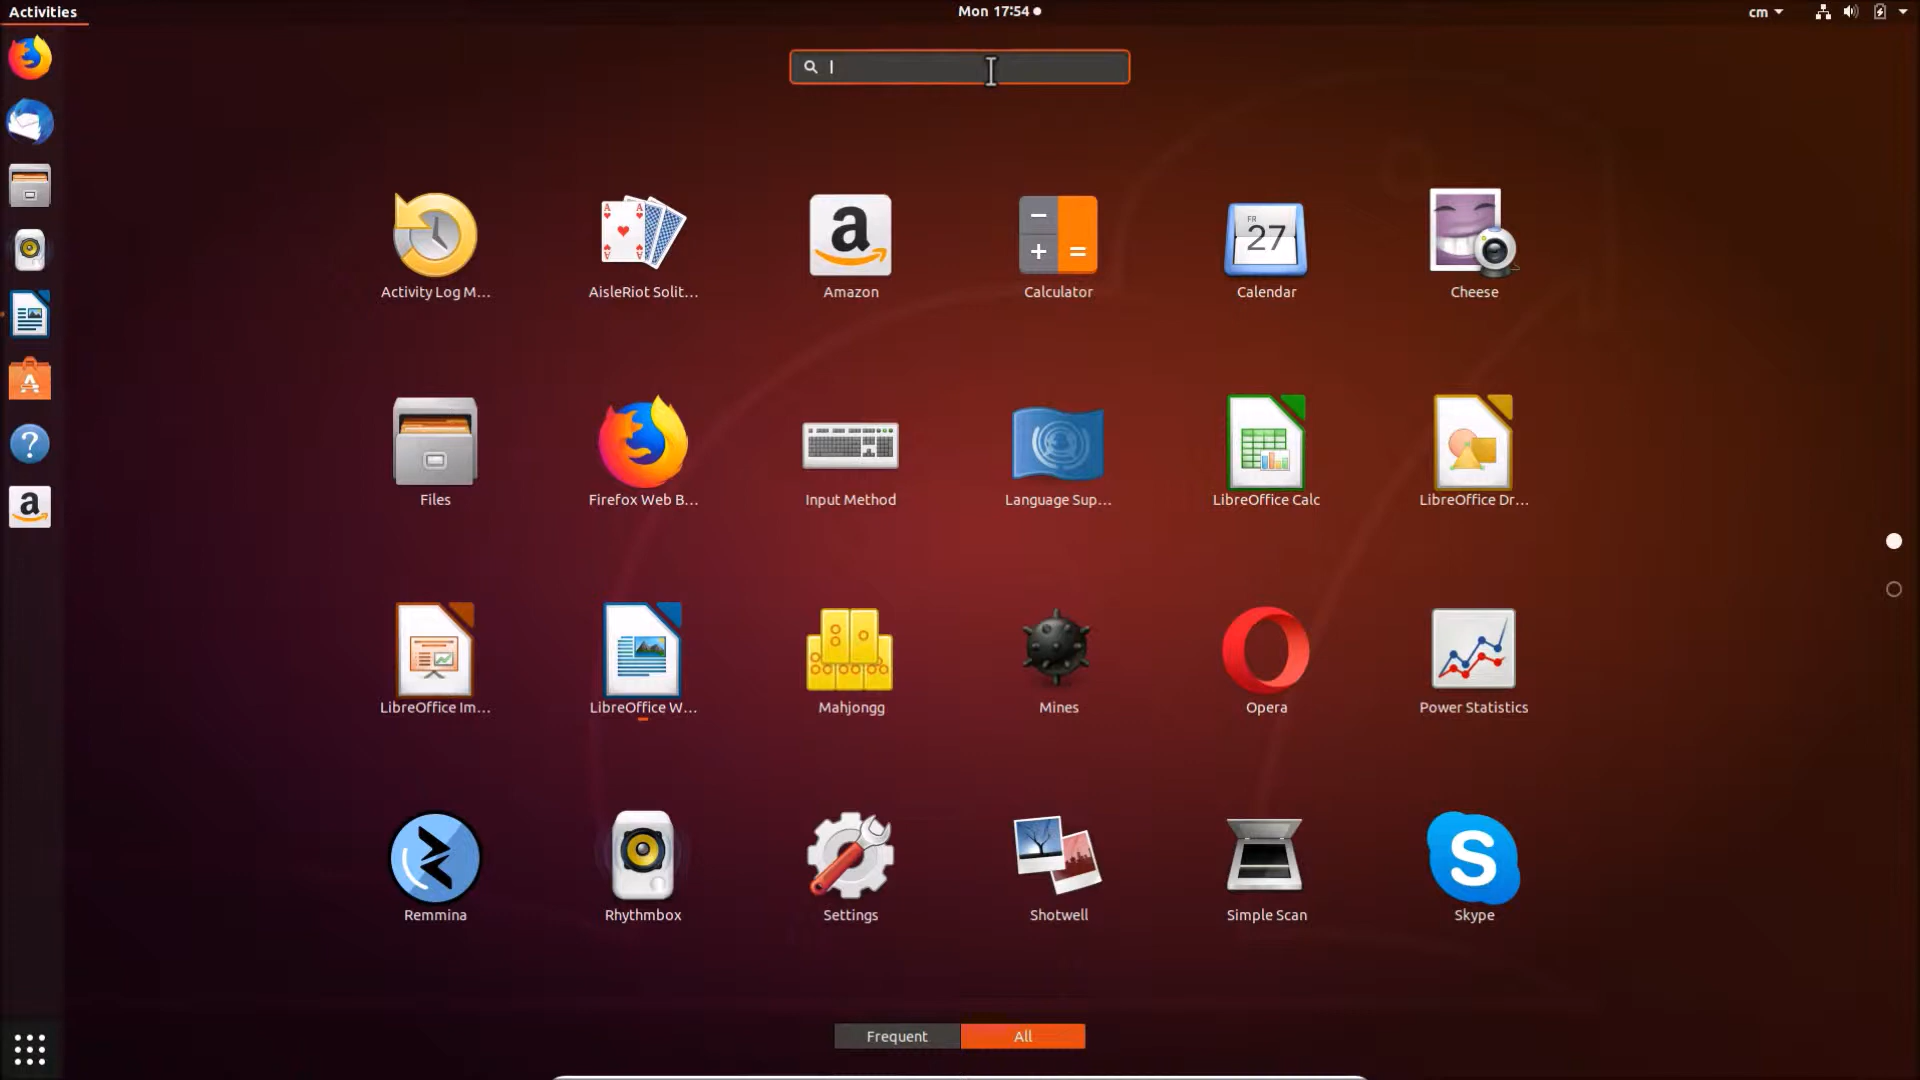 Activities
Mon 17:54
cm
Activity Log M...
AisleRiot Solit...
Amazon
Calculator
FR
27
Calendar
Cheese
Files
Firefox Web B...
Input Method
Language Sup...
LibreOffice Calc
LibreOffice Dr...
LibreOffice Im...
LibreOffice W...
Mahjongg
Mines
Opera
Power Statistics
Remmina
Rhythmbox
Settings
Shotwell
Simple Scan
Skype
Frequent
All